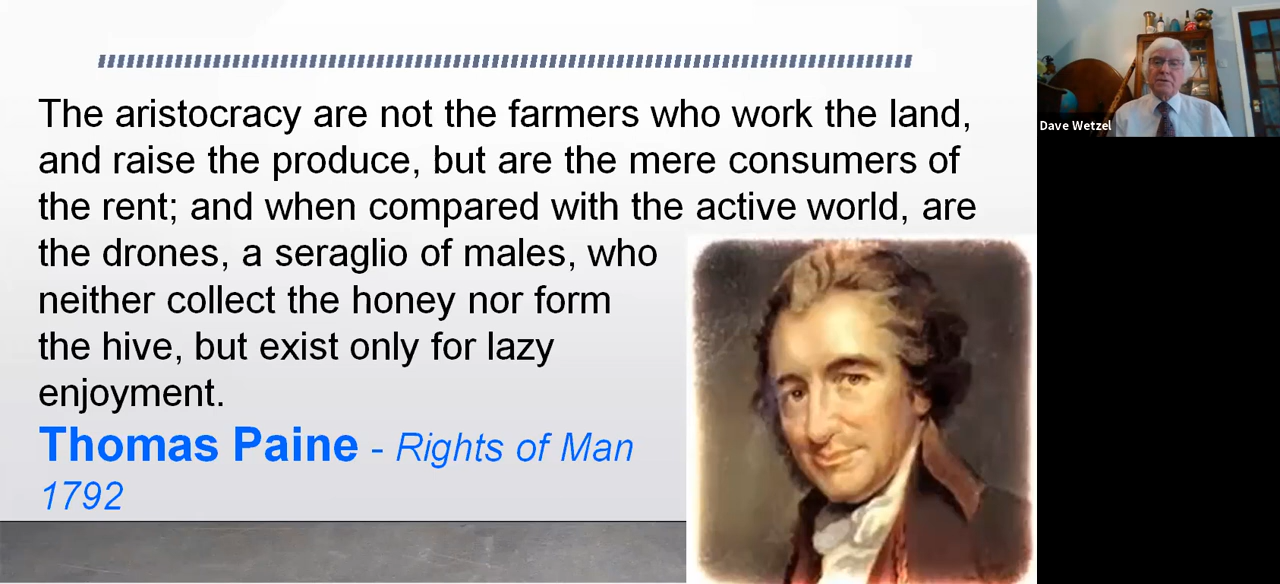 The aristocracy are not the farmers who work the land,
and raise the produce, but are the mere consumers of
the rent; and when compared with the active world, are
the drones, a seraglio of males, who
neither collect the honey nor form
the hive, but exist only for lazy
enjoyment.
Thomas Paine - Rights of Man
1792
Dave Wetzel